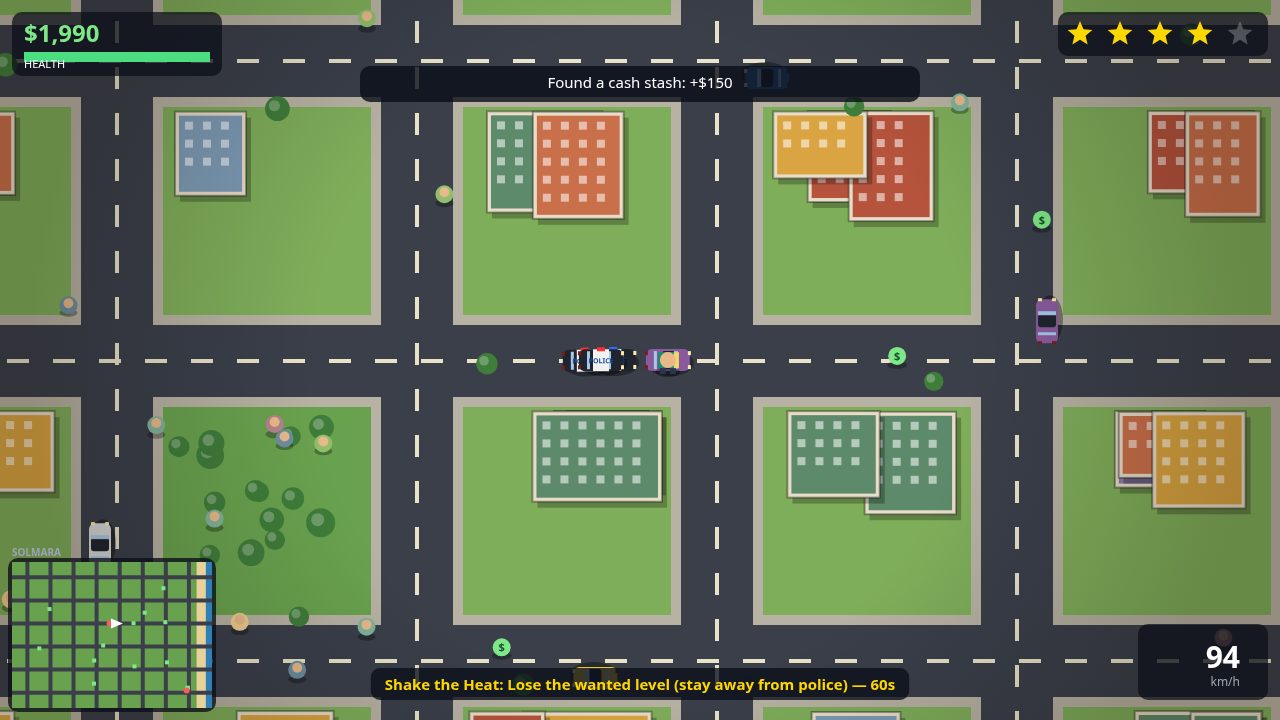 $1,990
HEALTH
Found a cash stash: +$150
$
$
POLICE
SOLMARA
$
Shake the Heat: Lose the wanted level (stay away from police) — 60s
94
km/h